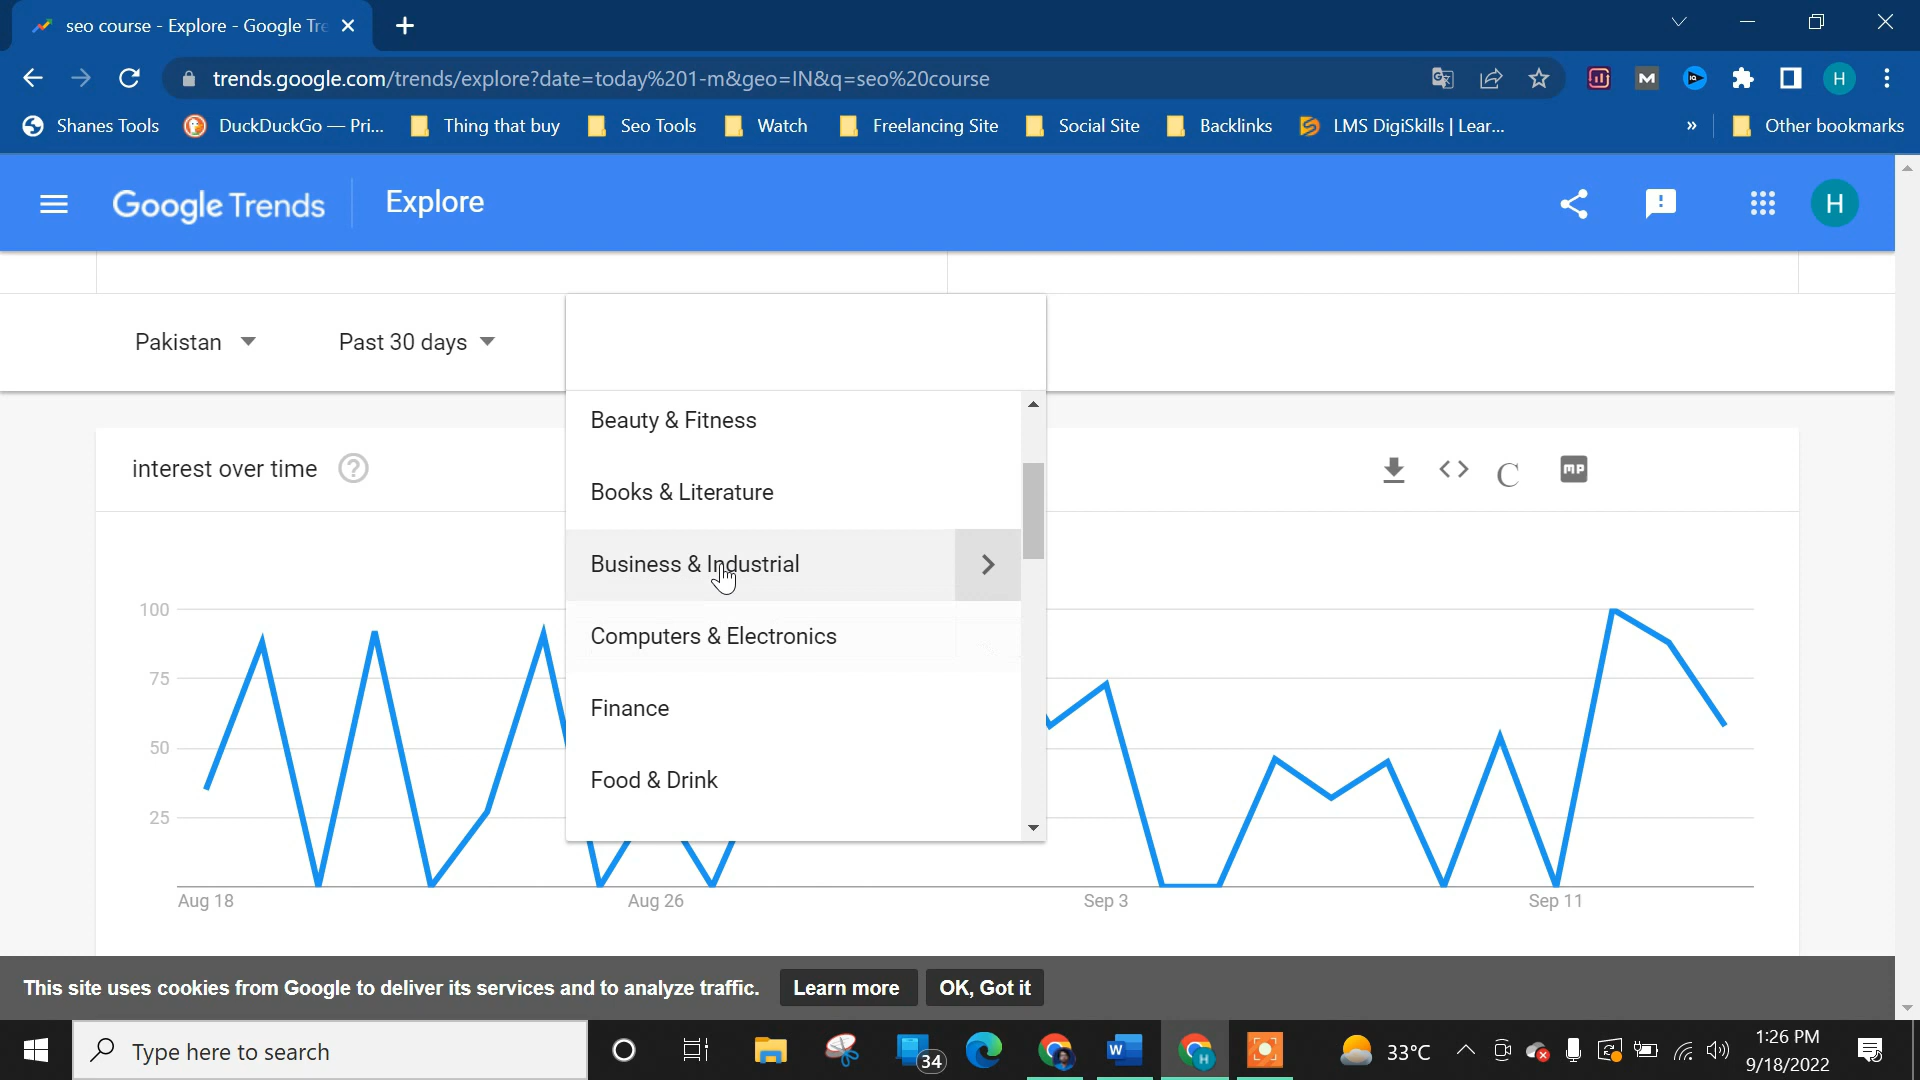 seo course - Explore - Google Tre
trends.google.com/trends/explore?date=today%201-m&geo=IN&q=seo%20course
H
Shanes Tools
DuckDuckGo — Pri...
Thing that buy
Seo Tools
Watch
Freelancing Site
Social Site
Backlinks
LMS DigiSkills | Lear...
»
Other bookmarks
Google Trends
Explore
H
Pakistan
Past 30 days
Beauty & Fitness
Books & Literature
Business & Industrial
Computers & Electronics
Finance
Food & Drink
interest over time
C
MP
100
75
50
25
Aug 18
Aug 26
Sep 3
Sep 11
This site uses cookies from Google to deliver its services and to analyze traffic.
Learn more
OK, Got it
Type here to search
34
33°C
1:26 PM
9/18/2022